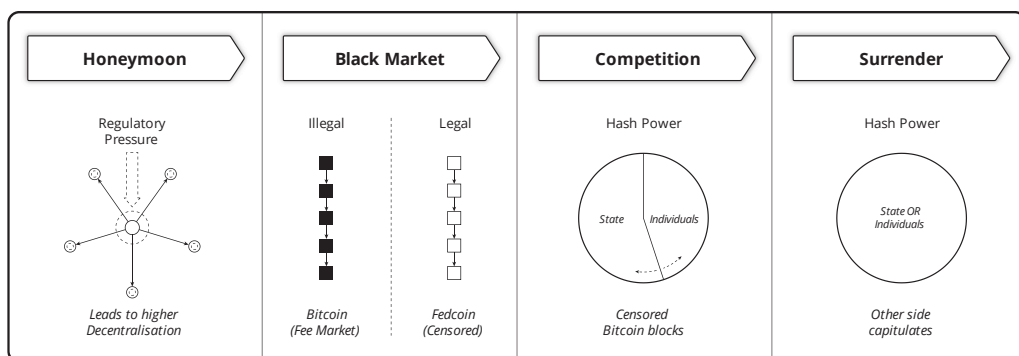 Honeymoon
Regulatory
Pressure
Leads to higher
Decentralisation
Black Market
Illegal
Legal
Bitcoin
(Fee Market)
Fedcoin
(Censored)
Competition
Hash Power
State
Individuals
Censored
Bitcoin blocks
Surrender
Hash Power
State OR
Individuals
Other side
capitulates